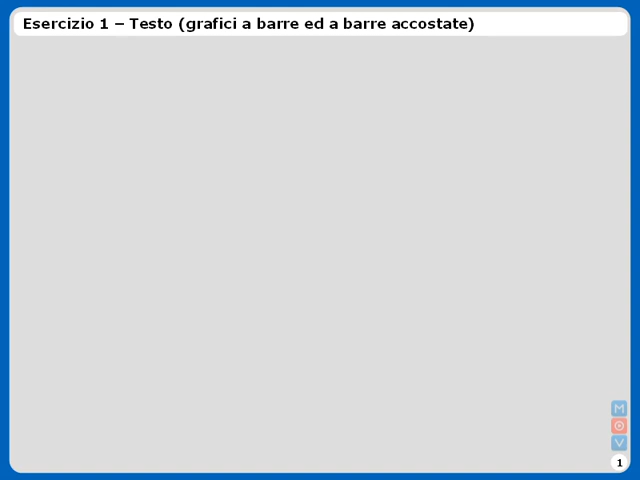 Esercizio 1 – Testo (grafici a barre ed a barre accostate)
M
O
V
1